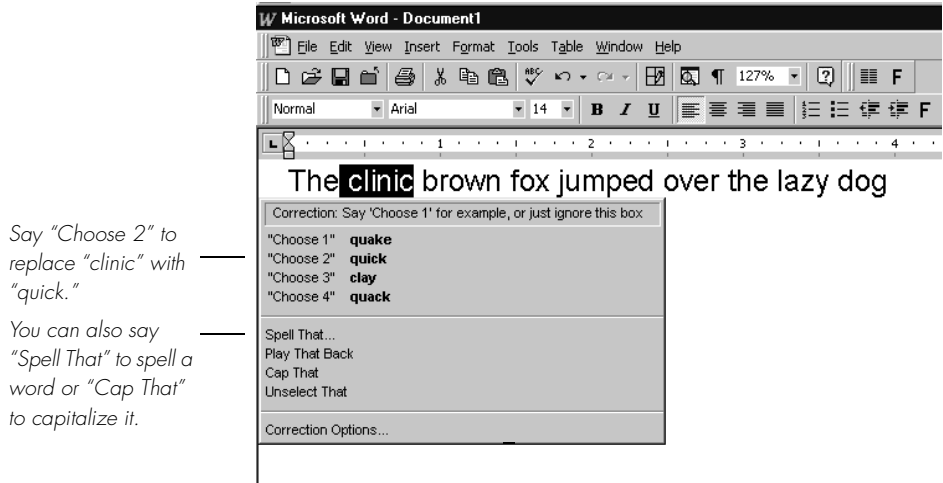 Microsoft Word - Document1
File Edit View Insert Format Tools Table Window Help
ABC 127% ? F
Normal Arial 14 B I U F
1 2 3 4
The clinic brown fox jumped over the lazy dog
Correction: Say 'Choose 1' for example, or just ignore this box
"Choose 1" quake
"Choose 2" quick
"Choose 3" clay
"Choose 4" quack
Spell That...
Play That Back
Cap That
Unselect That
Correction Options...
Say “Choose 2” to
replace “clinic” with
“quick.”
You can also say
“Spell That” to spell a
word or “Cap That”
to capitalize it.